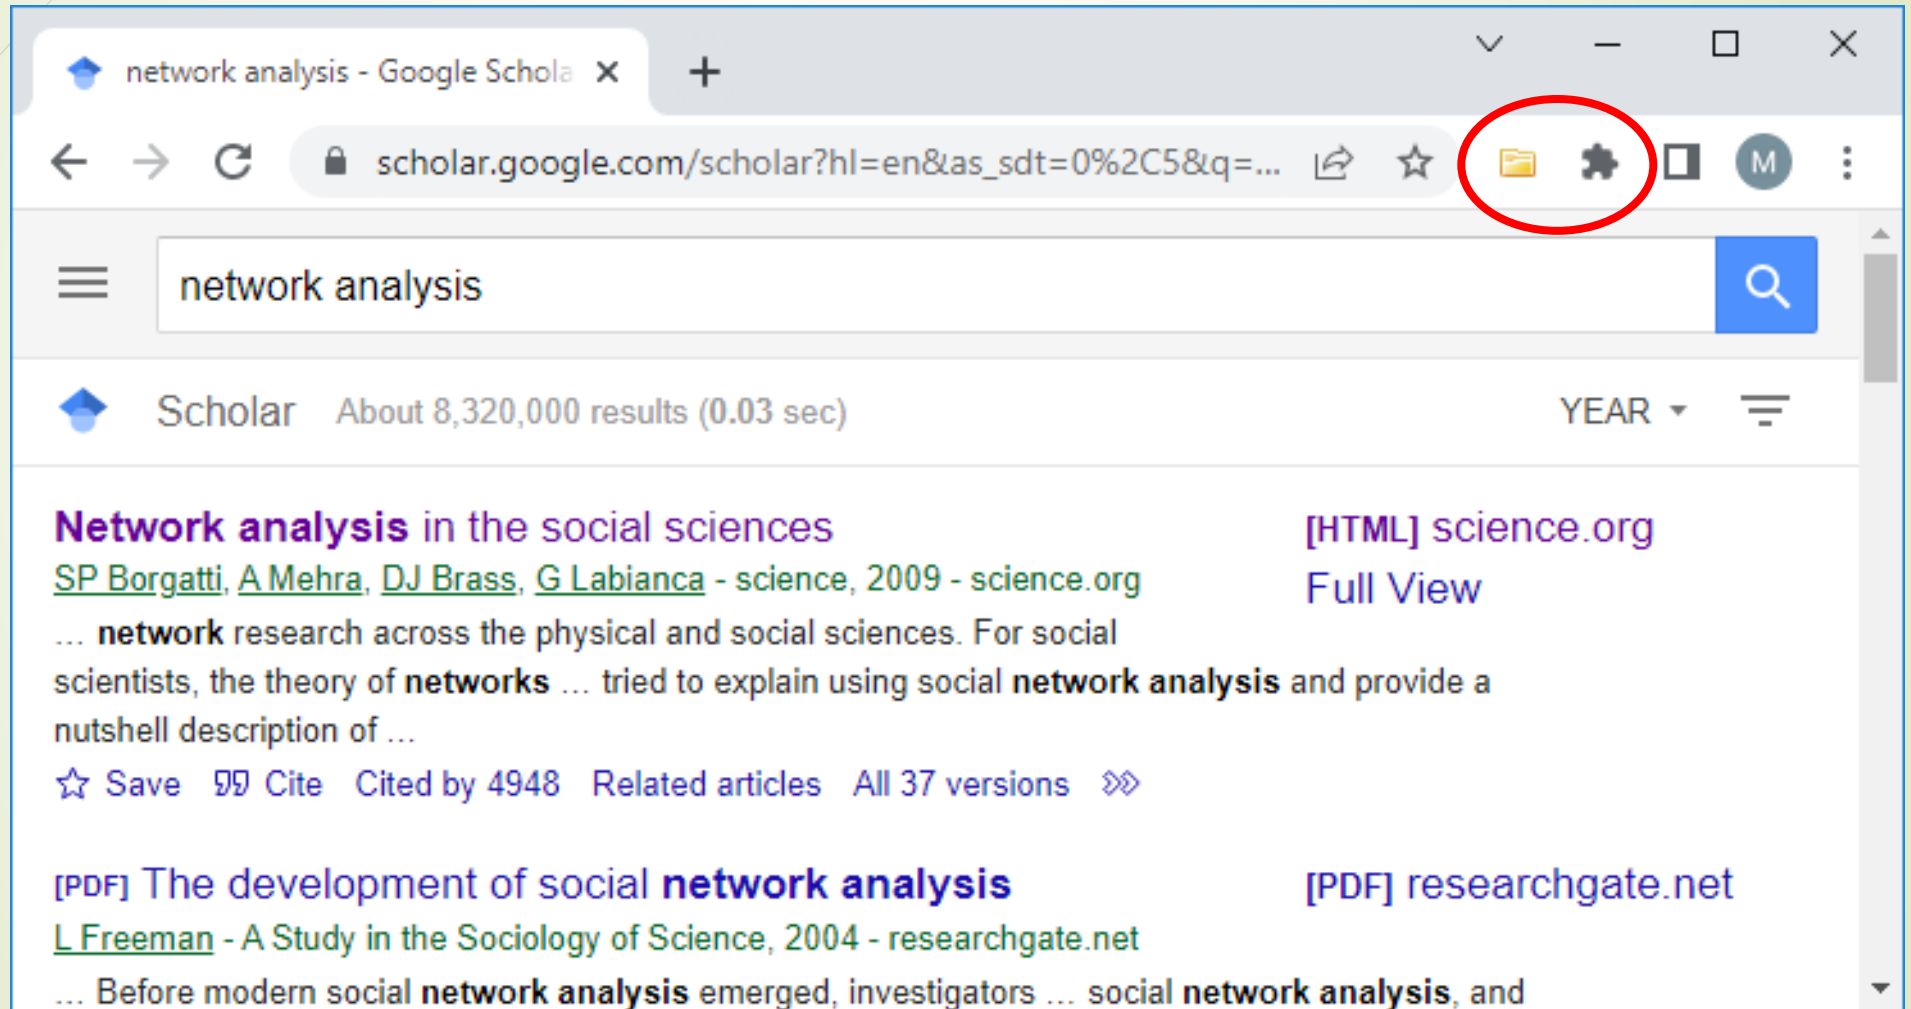 network analysis - Google Schola
scholar.google.com/scholar?hl=en&as_sdt=0%2C5&q=...
M
network analysis
Scholar About 8,320,000 results (0.03 sec) YEAR
Network analysis in the social sciences [HTML] science.org
SP Borgatti, A Mehra, DJ Brass, G Labianca - science, 2009 - science.org Full View
... network research across the physical and social sciences. For social
scientists, the theory of networks ... tried to explain using social network analysis and provide a
nutshell description of ...
Save Cite Cited by 4948 Related articles All 37 versions
[PDF] The development of social network analysis [PDF] researchgate.net
L Freeman - A Study in the Sociology of Science, 2004 - researchgate.net
... Before modern social network analysis emerged, investigators ... social network analysis, and